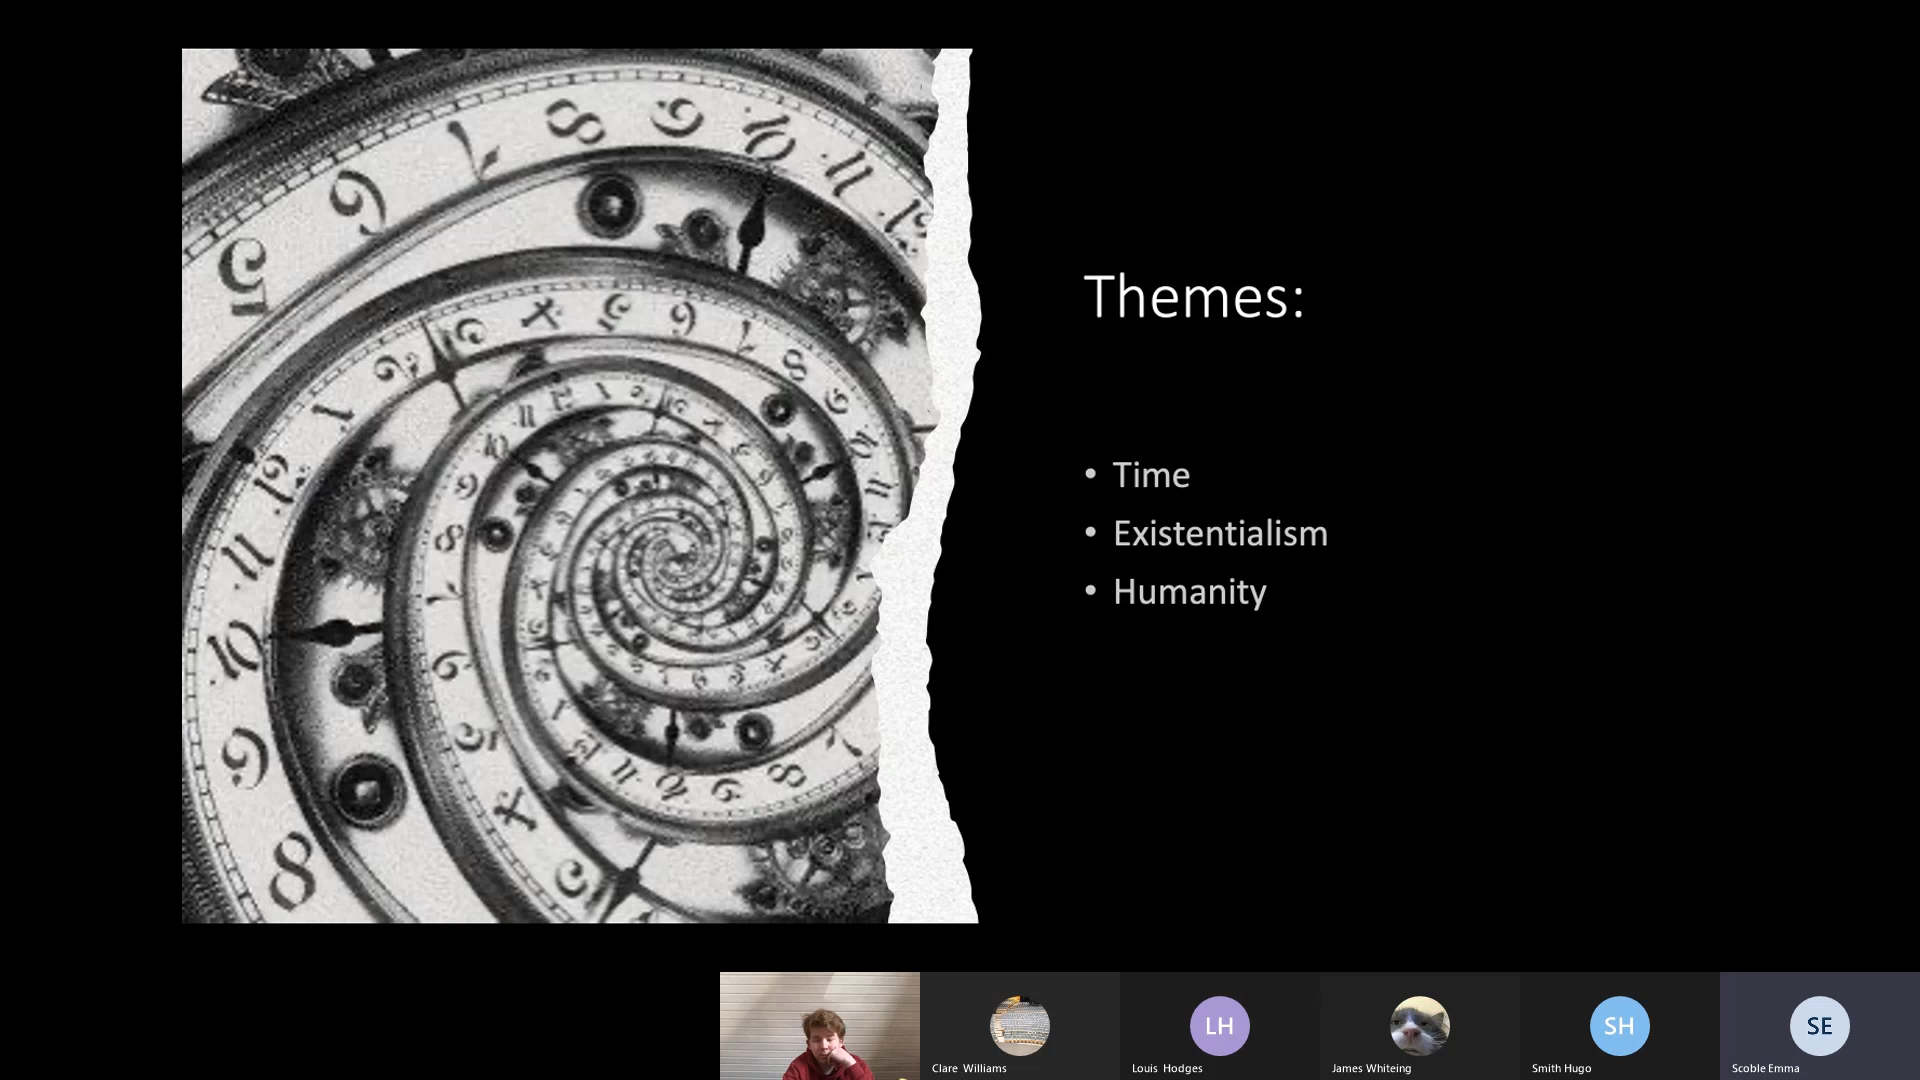 Themes:
• Time
• Existentialism
• Humanity
LH
SH
SE
Clare Williams
Louis Hodges
James Whiteing
Smith Hugo
Scoble Emma